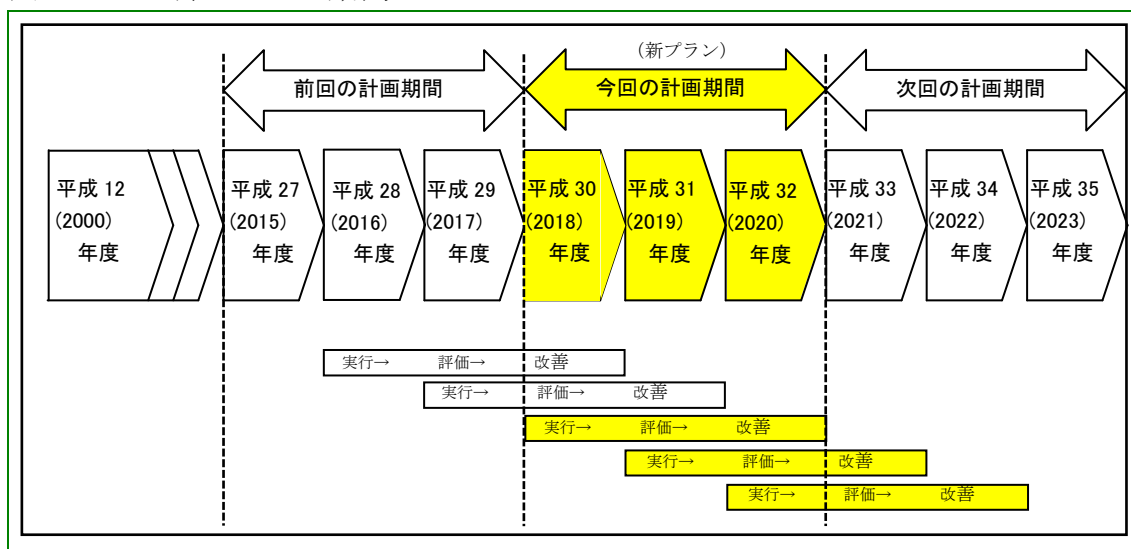 （新プラン）
前回の計画期間
今回の計画期間
次回の計画期間
平成 12
(2000)
年度
平成 27
(2015)
年度
平成 28
(2016)
年度
平成 29
(2017)
年度
平成 30
(2018)
年度
平成 31
(2019)
年度
平成 32
(2020)
年度
平成 33
(2021)
年度
平成 34
(2022)
年度
平成 35
(2023)
年度
実行→ 評価→ 改善
実行→ 評価→ 改善
実行→ 評価→ 改善
実行→ 評価→ 改善
実行→ 評価→ 改善